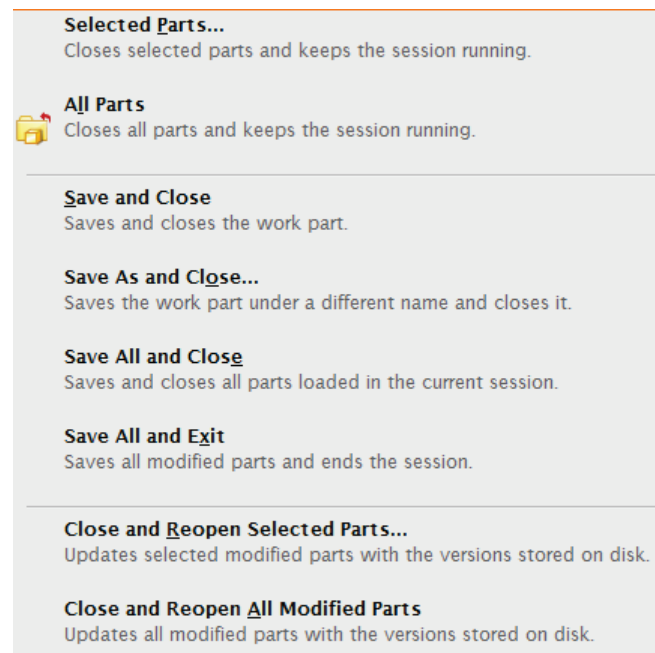 Selected Parts...
Closes selected parts and keeps the session running.
All Parts
Closes all parts and keeps the session running.
Save and Close
Saves and closes the work part.
Save As and Close...
Saves the work part under a different name and closes it.
Save All and Close
Saves and closes all parts loaded in the current session.
Save All and Exit
Saves all modified parts and ends the session.
Close and Reopen Selected Parts...
Updates selected modified parts with the versions stored on disk.
Close and Reopen All Modified Parts
Updates all modified parts with the versions stored on disk.